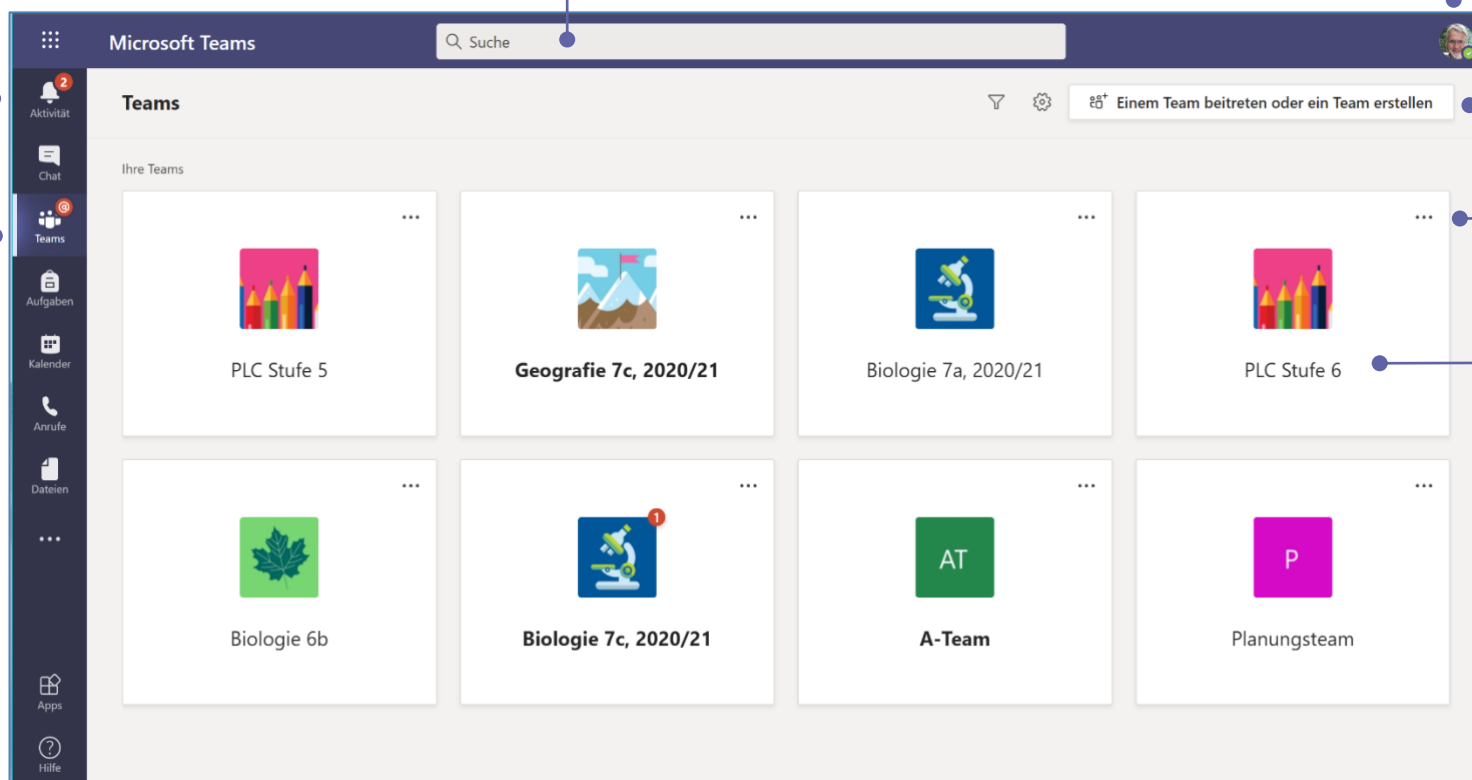 Microsoft Teams
Suche
2
Aktivität
Chat
@
Teams
Aufgaben
Kalender
Anrufe
Dateien
Apps
Hilfe
Teams
Einem Team beitreten oder ein Team erstellen
Ihre Teams
PLC Stufe 5
Geografie 7c, 2020/21
Biologie 7a, 2020/21
PLC Stufe 6
Biologie 6b
1
Biologie 7c, 2020/21
AT
A-Team
P
Planungsteam